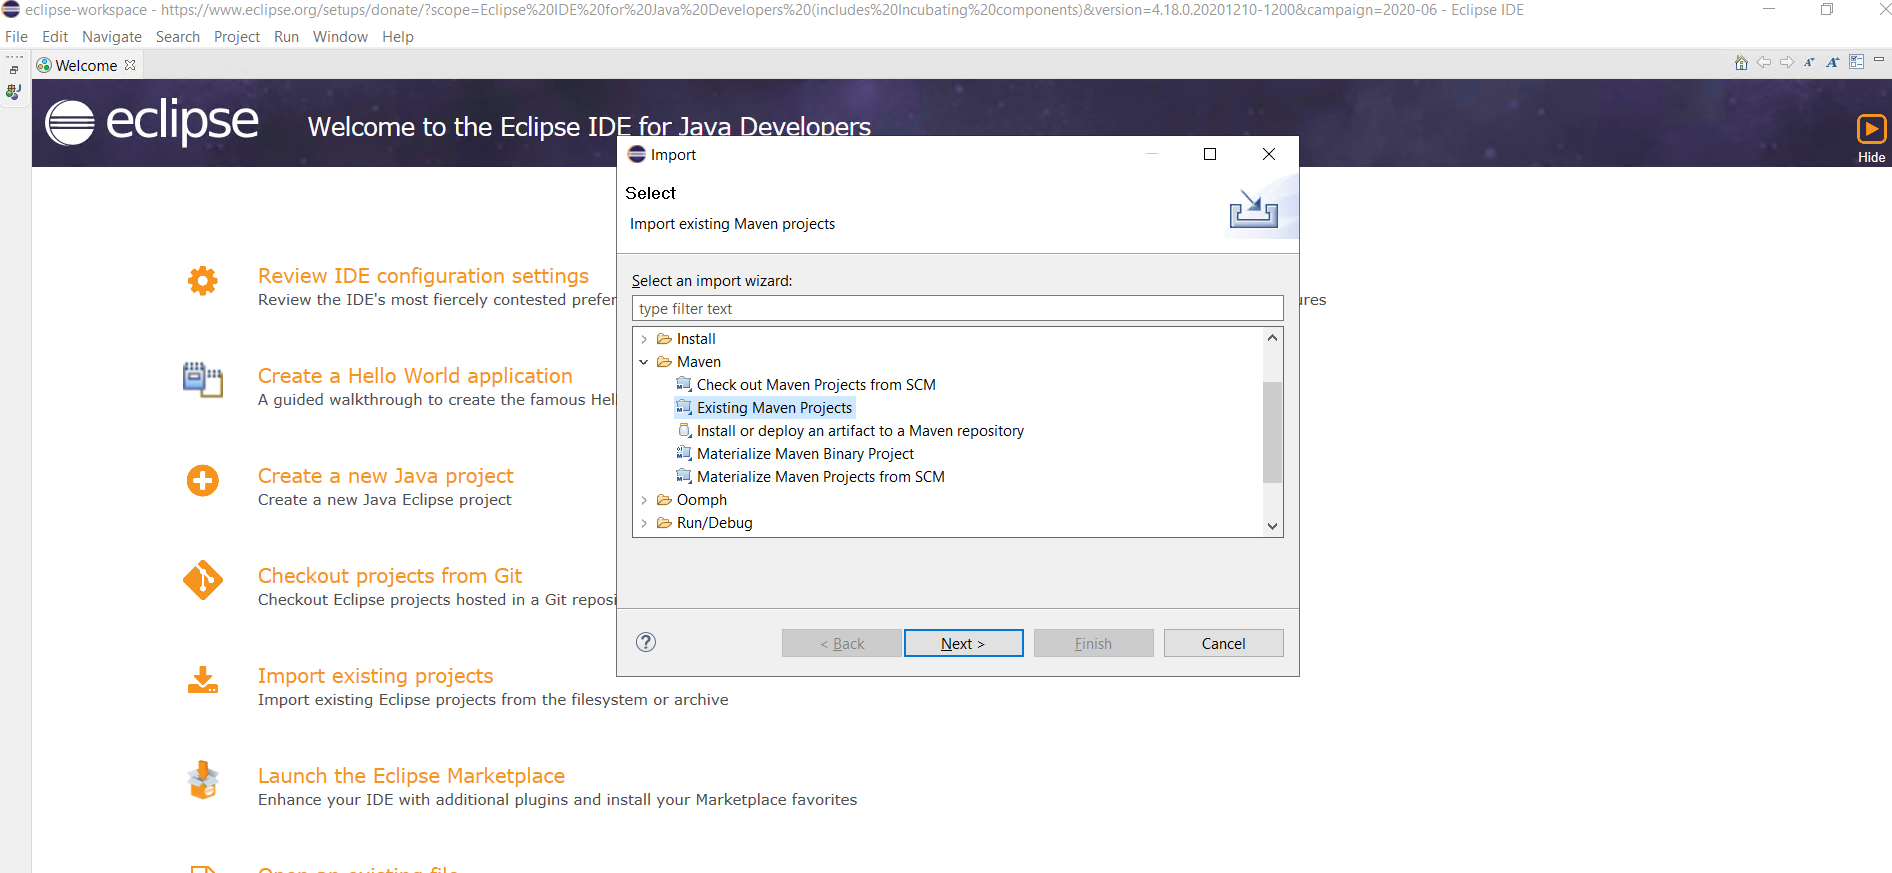 eclipse-workspace - https://www.eclipse.org/setups/donate/?scope=Eclipse%20IDE%20for%20Java%20Developers%20(includes%20Incubating%20components)&version=4.18.0.20201210-1200&campaign=2020-06 - Eclipse IDE
File Edit Navigate Search Project Run Window Help
Welcome
eclipse
Welcome to the Eclipse IDE for Java Developers
Hide
Import
Select
Import existing Maven projects
Select an import wizard:
type filter text
Install
Maven
Check out Maven Projects from SCM
Existing Maven Projects
Install or deploy an artifact to a Maven repository
Materialize Maven Binary Project
Materialize Maven Projects from SCM
Oomph
Run/Debug
< Back Next > Finish Cancel
Review IDE configuration settings
Review the IDE's most fiercely contested prefer
ures
Create a Hello World application
A guided walkthrough to create the famous Hel
Create a new Java project
Create a new Java Eclipse project
Checkout projects from Git
Checkout Eclipse projects hosted in a Git reposi
Import existing projects
Import existing Eclipse projects from the filesystem or archive
Launch the Eclipse Marketplace
Enhance your IDE with additional plugins and install your Marketplace favorites
Open an existing file